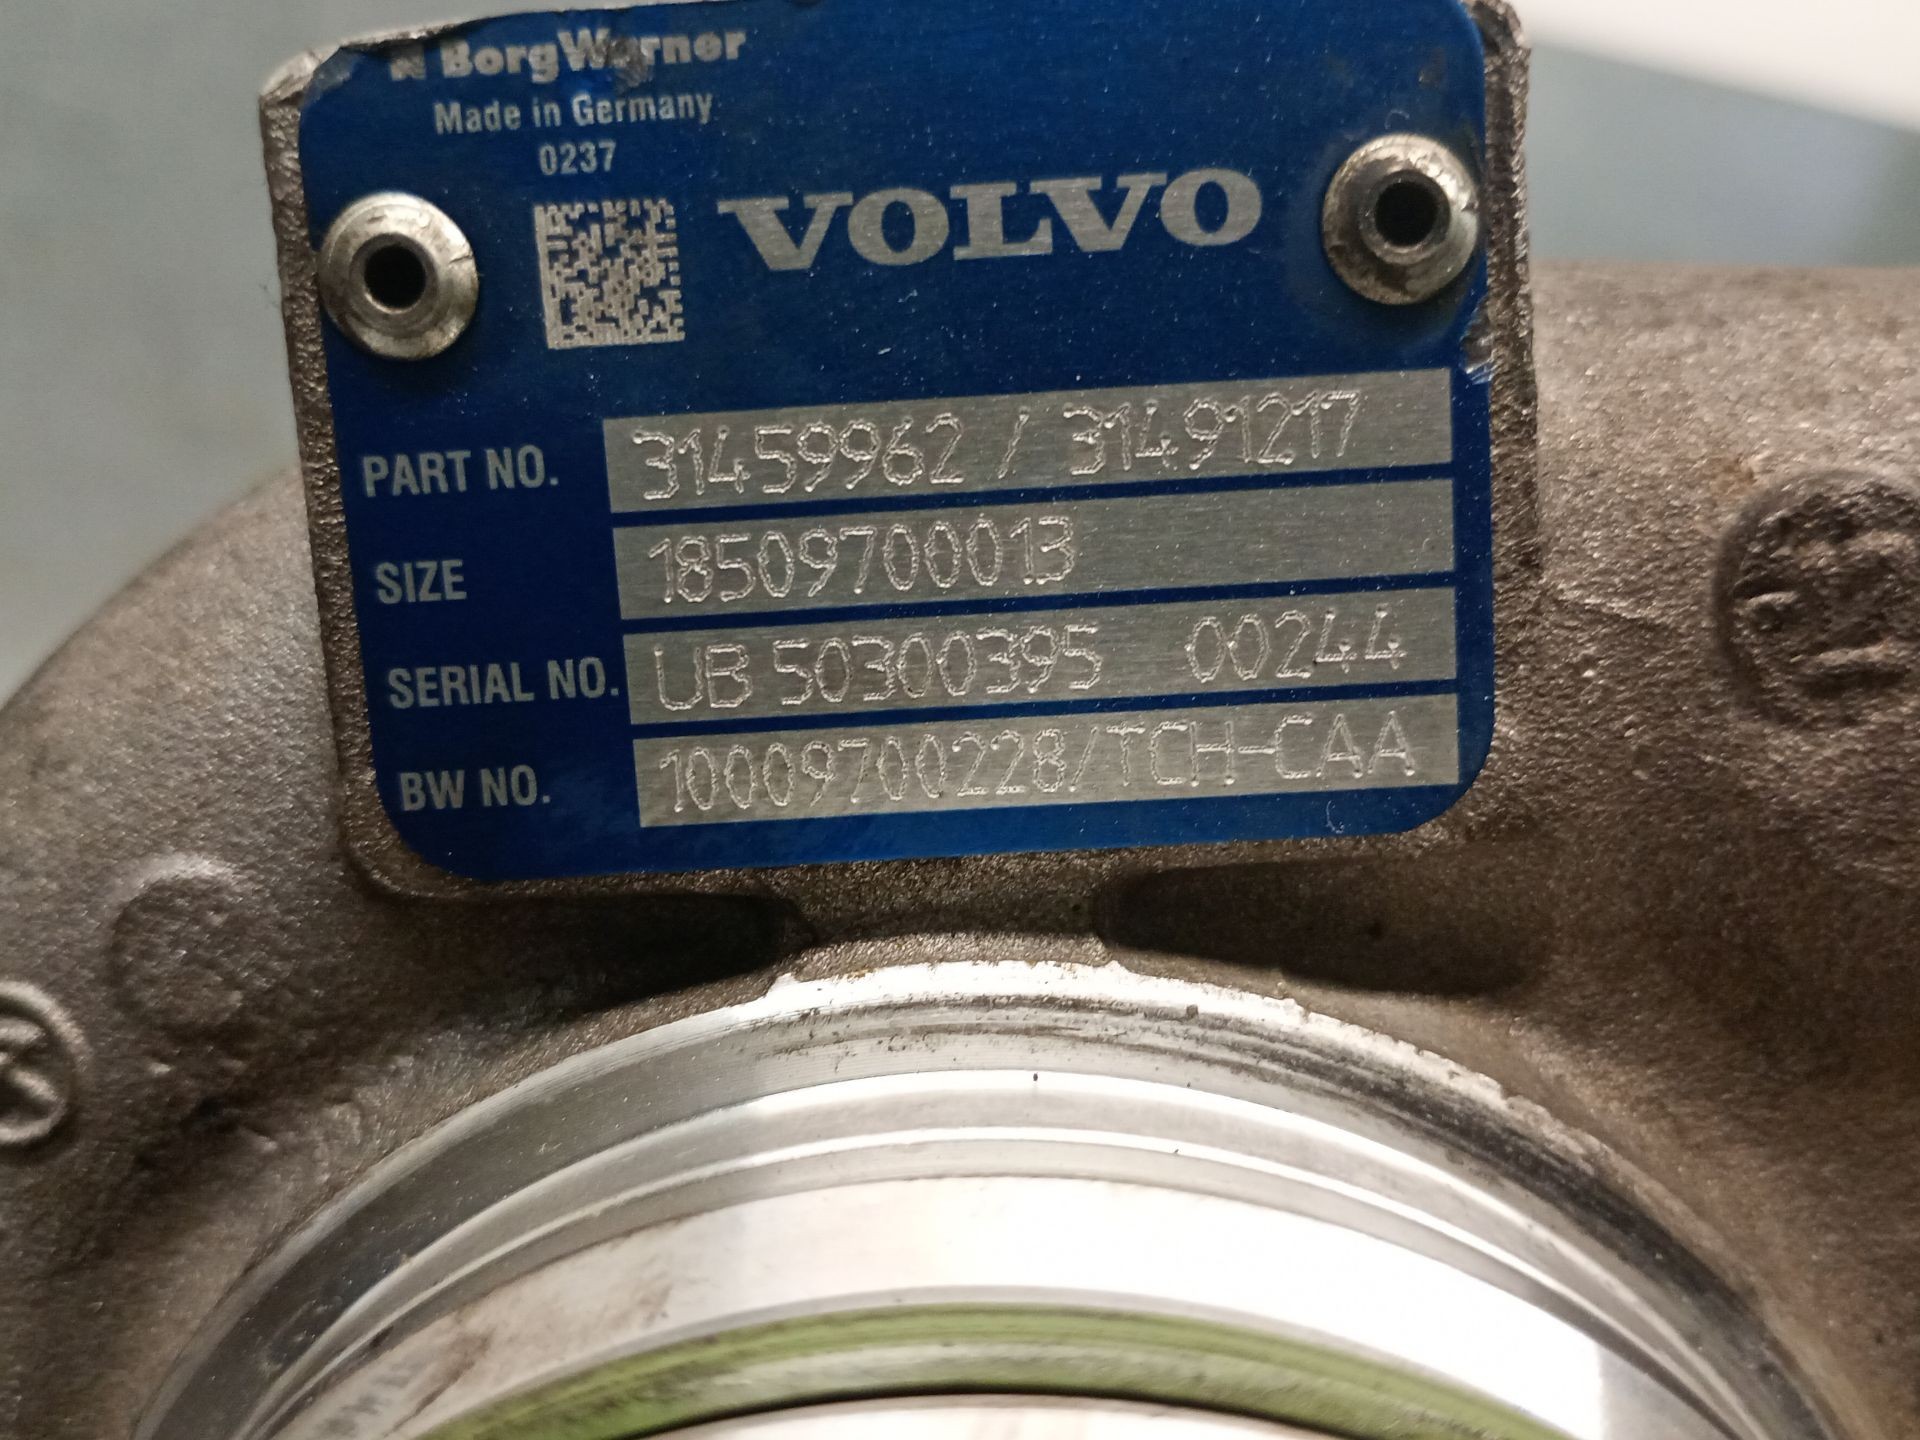 BorgWarner
Made in Germany
0237
VOLVO
PART NO. 31459962 / 31491217
SIZE 18509700013
SERIAL NO. UB 50300395 00244
BW NO. 10009700228/TCH-CAA